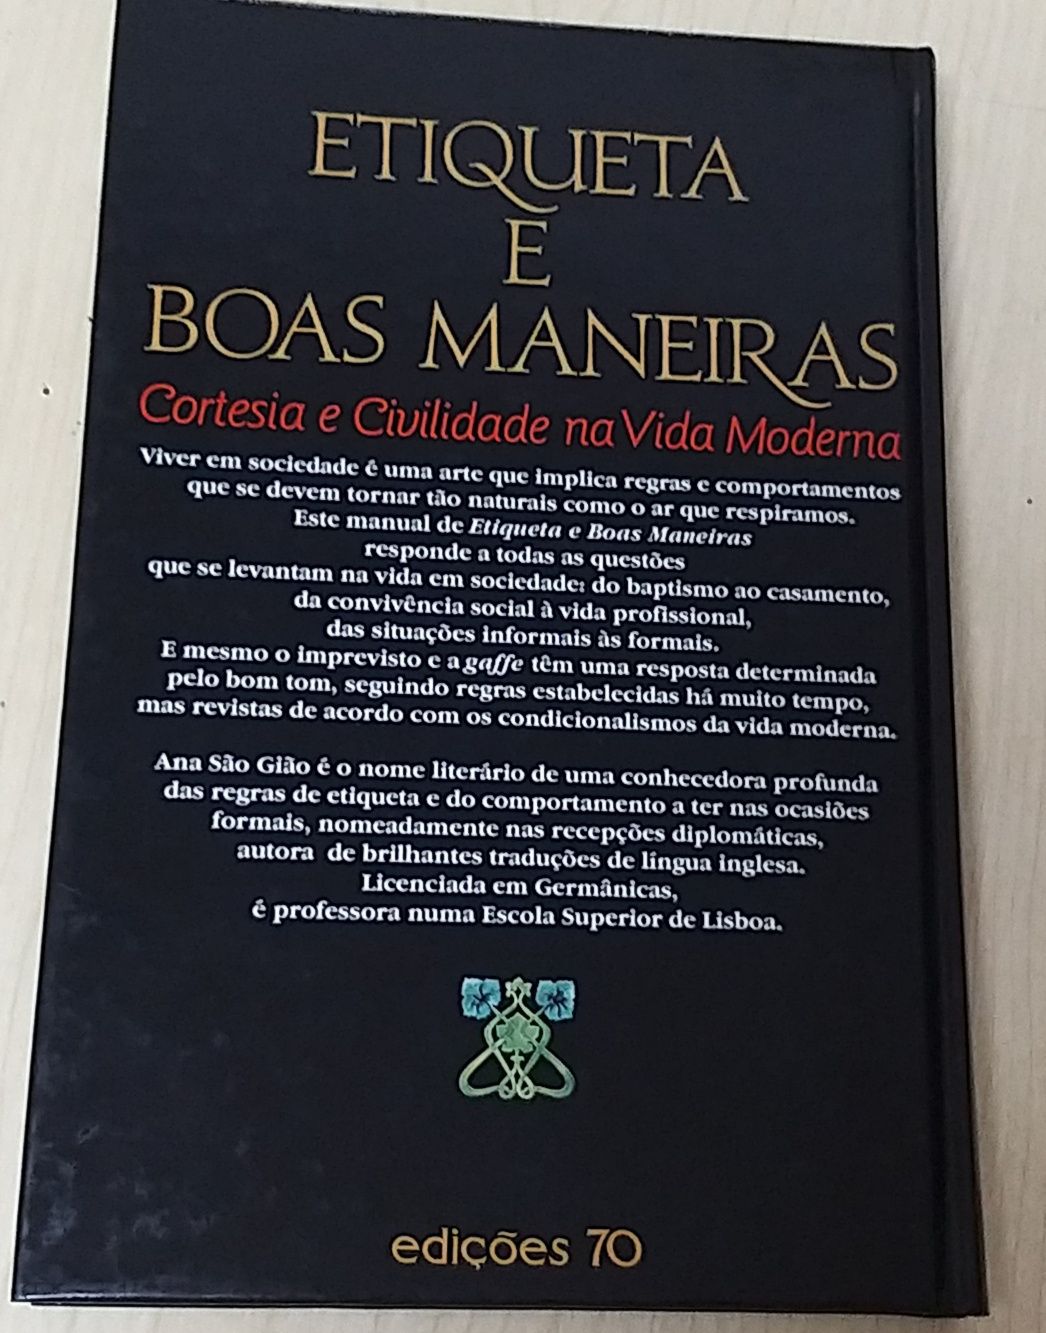 ETIQUETA
E
BOAS MANEIRAS
Cortesia e Civilidade na Vida Moderna
Viver em sociedade é uma arte que implica regras e comportamentos
que se devem tornar tão naturais como o ar que respiramos.
Este manual de Etiqueta e Boas Maneiras
responde a todas as questões
que se levantam na vida em sociedade: do baptismo ao casamento,
da convivência social à vida profissional,
das situações informais às formais.
E mesmo o imprevisto e a gaffe têm uma resposta determinada
pelo bom tom, seguindo regras estabelecidas há muito tempo,
mas revistas de acordo com os condicionalismos da vida moderna.
Ana São Gião é o nome literário de uma conhecedora profunda
das regras de etiqueta e do comportamento a ter nas ocasiões
formais, nomeadamente nas recepções diplomáticas,
autora de brilhantes traduções de língua inglesa.
Licenciada em Germânicas,
é professora numa Escola Superior de Lisboa.
edições 70